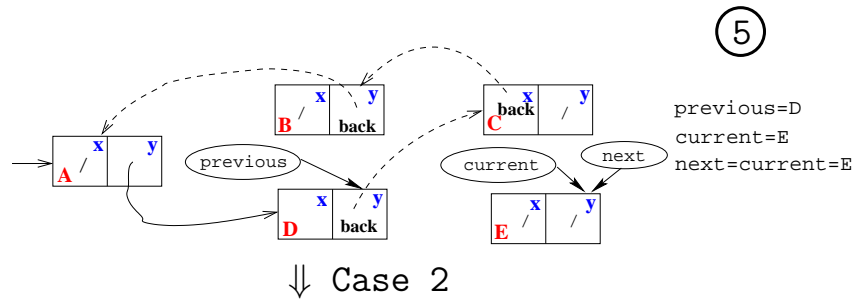 5
x y
B / back
x y
back
C /
previous=D
current=E
next=current=E
x y
A /
previous
current
next
x y
D back
x y
E / /
⇓ Case 2